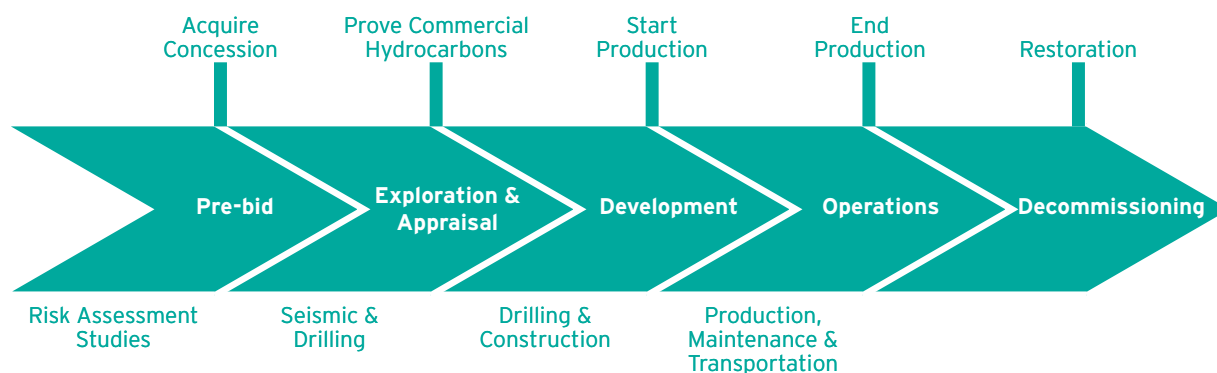 Acquire
Concession
Prove Commercial
Hydrocarbons
Start
Production
End
Production
Restoration
Pre-bid
Exploration &
Appraisal
Development
Operations
Decommissioning
Risk Assessment
Studies
Seismic &
Drilling
Drilling &
Construction
Production,
Maintenance &
Transportation